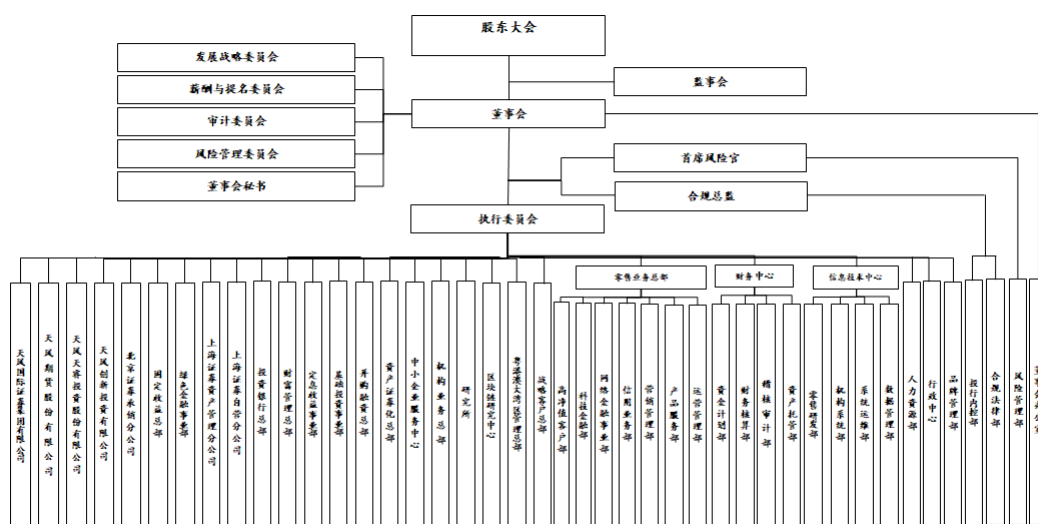 股东大会
发展战略委员会
监事会
薪酬与提名委员会
董事会
审计委员会
风险管理委员会
首席风险官
董事会秘书
合规总监
执行委员会
零售业务总部
财务中心
信息技术中心
天风国际证券集团有限公司
天风期货股份有限公司
天风天睿投资股份有限公司
天风创新投资有限公司
北京证券承销分公司
固定收益总部
绿色金融事业部
上海证券资产管理分公司
上海证券自营分公司
投资银行总部
财富管理总部
定息收益事业部
基础投资事业部
并购融资总部
资产证券化总部
中小企业服务中心
机构业务总部
研究所
区块链研究中心
粤港澳大湾区管理总部
战略客户总部
高净值客户部
科技金融部
网络金融事业部
信用业务部
营销管理部
产品服务部
运营管理部
资金计划部
财务核算部
稽核审计部
资产托管部
零售研发部
机构系统部
系统运维部
数据管理部
人力资源部
行政中心
品牌管理部
投行内控部
合规法律部
风险管理部
董事会办公室